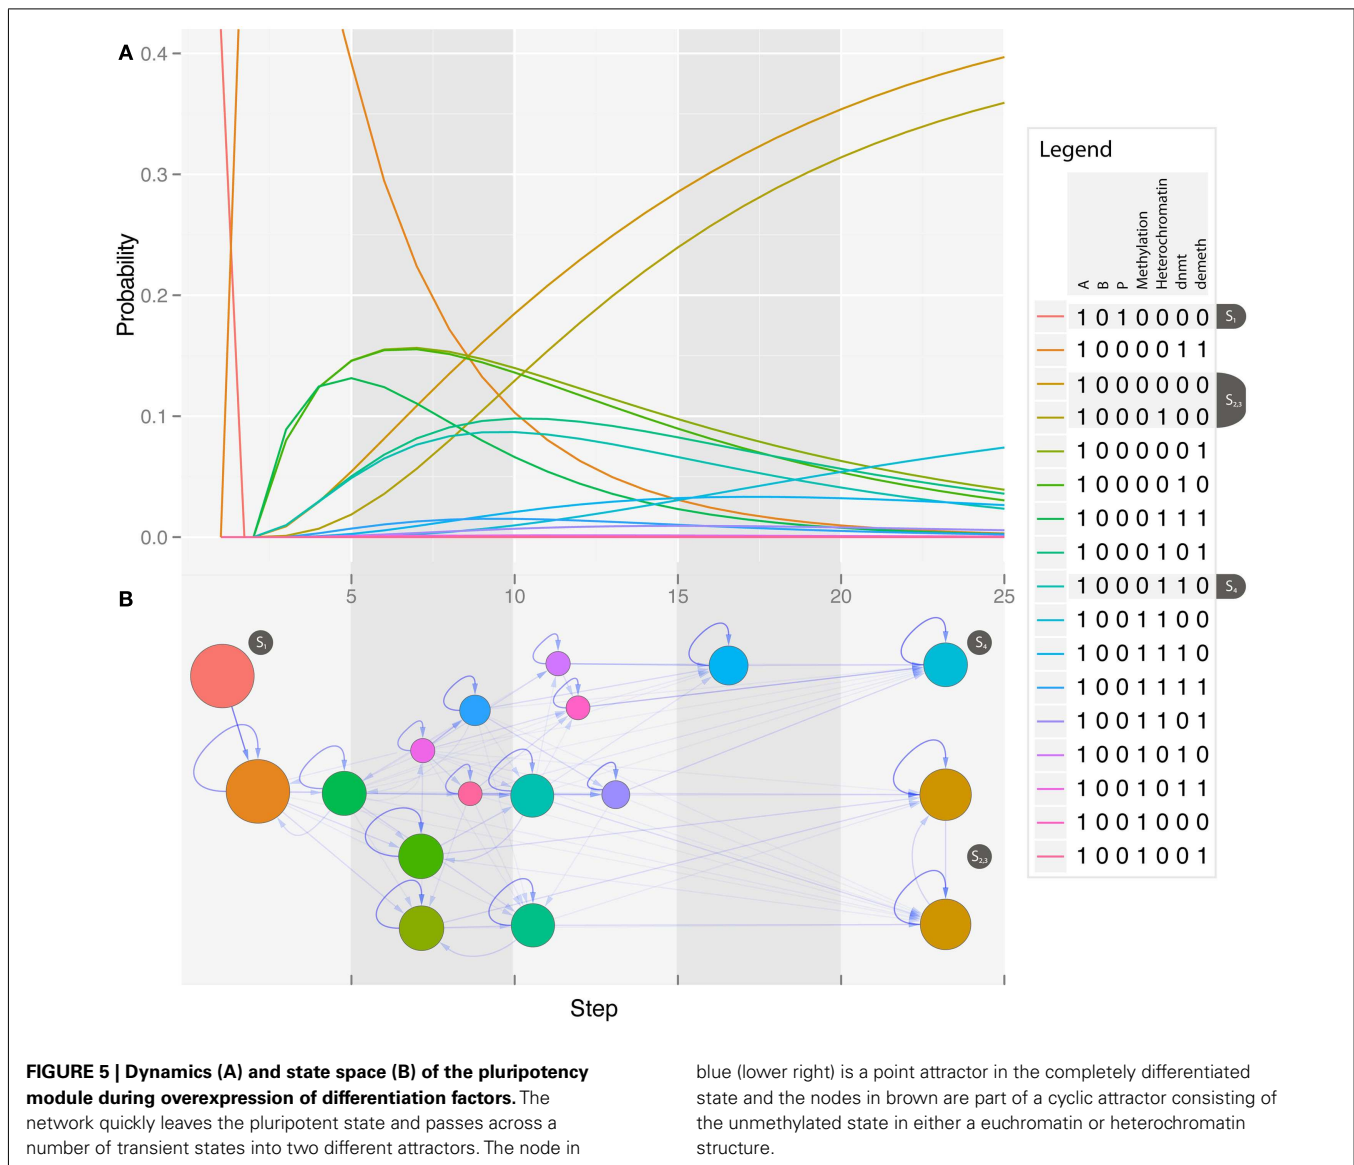 A
0.4
0.3
0.2
0.1
0.0
Probability
5
10
15
20
25
B
S1
S4
S2,3
Step
Legend
A
B
P
Methylation
Heterochromatin
dnmt
demeth
1 0 1 0 0 0 0
S1
1 0 0 0 0 1 1
1 0 0 0 0 0 0
S2,3
1 0 0 0 1 0 0
1 0 0 0 0 0 1
1 0 0 0 0 1 0
1 0 0 0 1 1 1
1 0 0 0 1 0 1
1 0 0 0 1 1 0
S4
1 0 0 1 1 0 0
1 0 0 1 1 1 0
1 0 0 1 1 1 1
1 0 0 1 1 0 1
1 0 0 1 0 1 0
1 0 0 1 0 1 1
1 0 0 1 0 0 0
1 0 0 1 0 0 1
FIGURE 5 | Dynamics (A) and state space (B) of the pluripotency
module during overexpression of differentiation factors. The
network quickly leaves the pluripotent state and passes across a
number of transient states into two different attractors. The node in
blue (lower right) is a point attractor in the completely differentiated
state and the nodes in brown are part of a cyclic attractor consisting of
the unmethylated state in either a euchromatin or heterochromatin
structure.